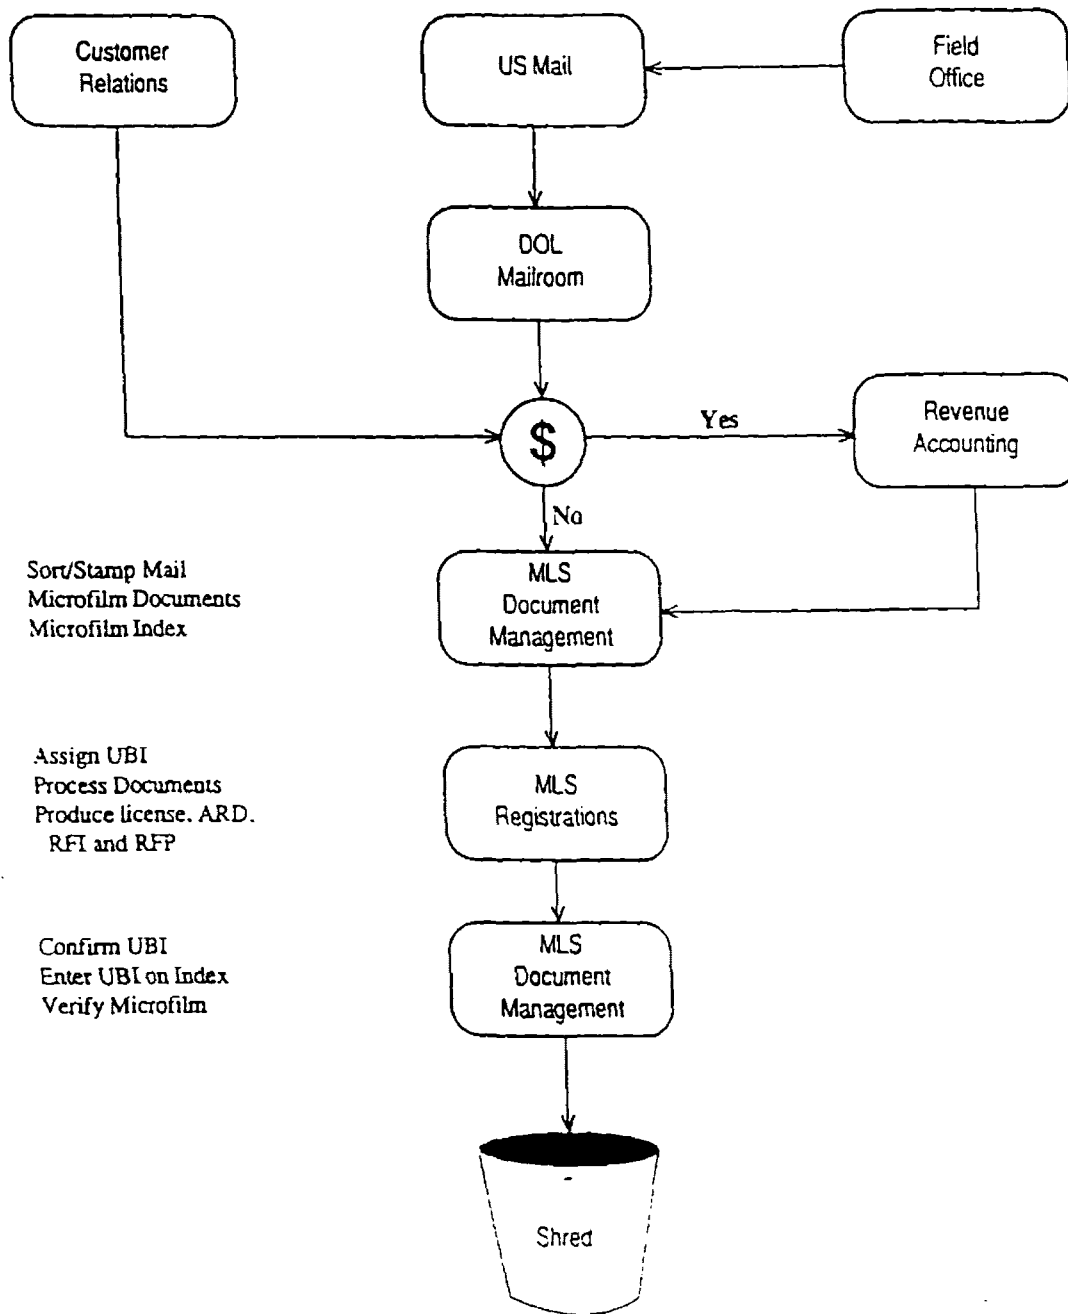 Customer
Relations
US Mail
Field
Office
DOL
Mailroom
$
Yes
Revenue
Accounting
No
Sort/Stamp Mail
Microfilm Documents
Microfilm Index
MLS
Document
Management
Assign UBI
Process Documents
Produce license. ARD.
RFI and RFP
MLS
Registrations
Confirm UBI
Enter UBI on Index
Verify Microfilm
MLS
Document
Management
Shred